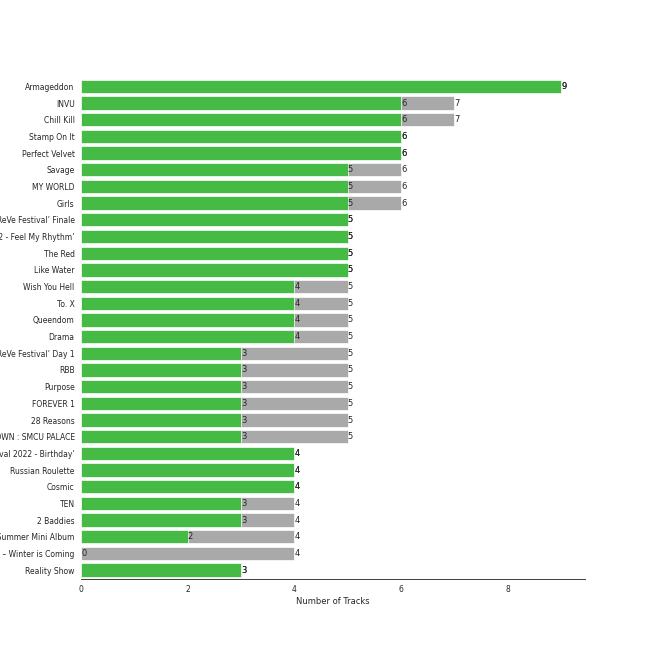 Armageddon 9
INVU 6 7
Chill Kill 6 7
Stamp On It 6
Perfect Velvet 6
Savage 5 6
MY WORLD 5 6
Girls 5 6
ReVe Festival' Finale 5
2 - Feel My Rhythm' 5
The Red 5
Like Water 5
Wish You Hell 4 5
To. X 4 5
Queendom 4 5
Drama 4 5
ReVe Festival' Day 1 3 5
RBB 3 5
Purpose 3 5
FOREVER 1 3 5
28 Reasons 3 5
OWN : SMCU PALACE 3 5
val 2022 - Birthday' 4
Russian Roulette 4
Cosmic 4
TEN 3 4
2 Baddies 3 4
Summer Mini Album 2 4
– Winter is Coming 0 4
Reality Show 3
0 2 4 6 8
Number of Tracks